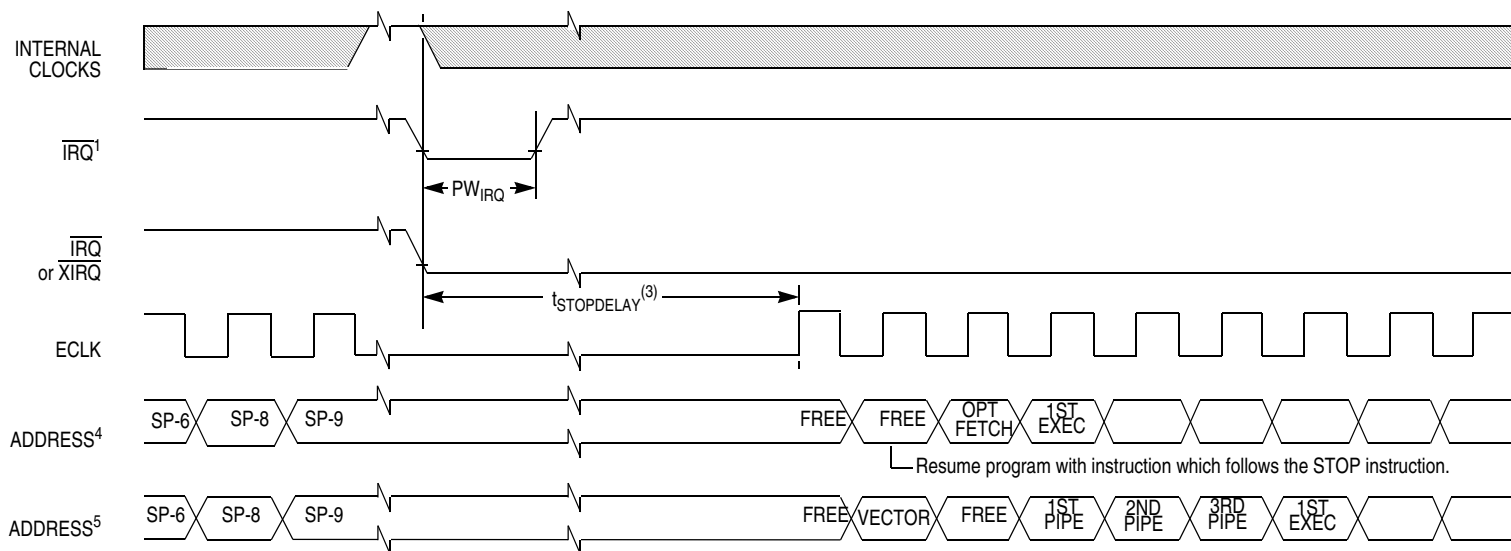 INTERNAL
CLOCKS
IRQ¹
PW_IRQ
IRQ
or XIRQ
t_STOPDELAY⁽³⁾
ECLK
ADDRESS⁴
SP-6 SP-8 SP-9 FREE FREE OPT FETCH 1ST EXEC
Resume program with instruction which follows the STOP instruction.
ADDRESS⁵
SP-6 SP-8 SP-9 FREE VECTOR FREE 1ST PIPE 2ND PIPE 3RD PIPE 1ST EXEC